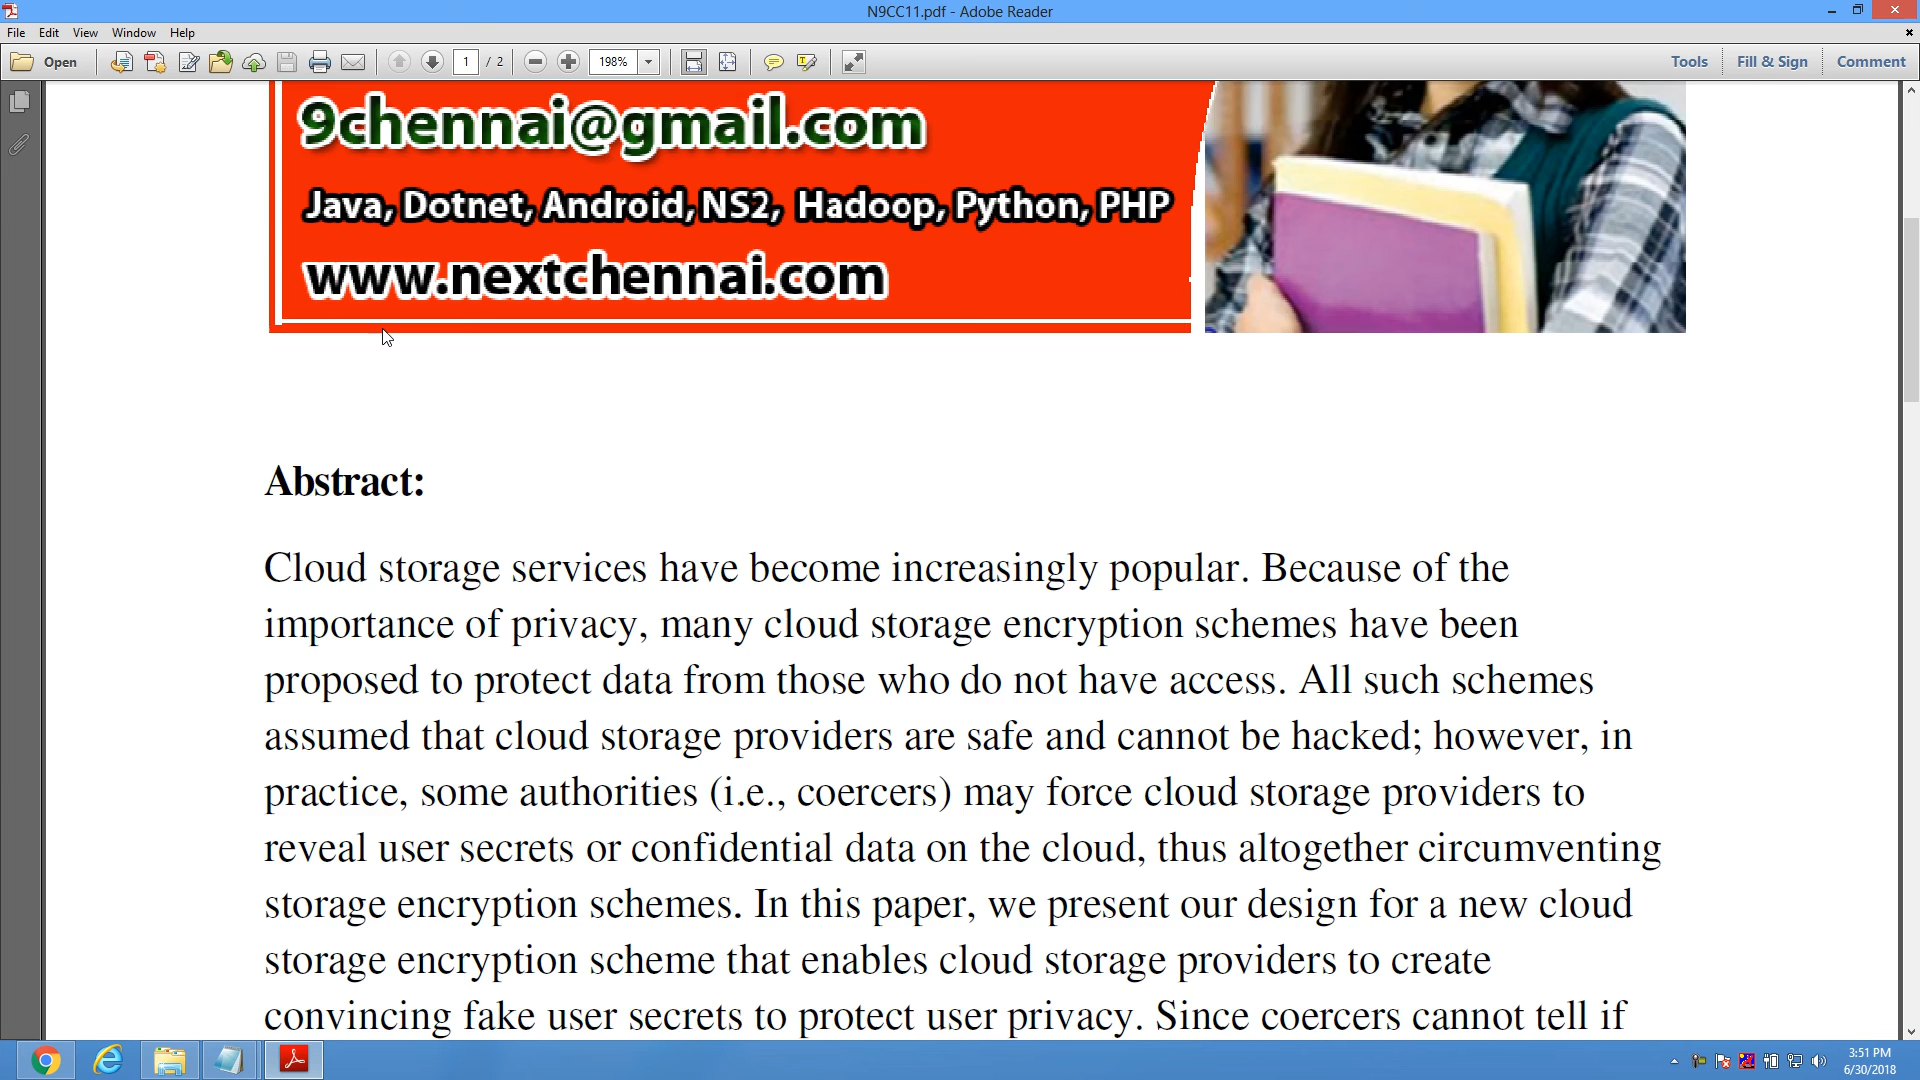 N9CC11.pdf - Adobe Reader
File Edit View Window Help
Open 1 / 2 198% Tools Fill & Sign Comment
9chennai@gmail.com
Java, Dotnet, Android, NS2, Hadoop, Python, PHP
www.nextchennai.com
Abstract:
Cloud storage services have become increasingly popular. Because of the
importance of privacy, many cloud storage encryption schemes have been
proposed to protect data from those who do not have access. All such schemes
assumed that cloud storage providers are safe and cannot be hacked; however, in
practice, some authorities (i.e., coercers) may force cloud storage providers to
reveal user secrets or confidential data on the cloud, thus altogether circumventing
storage encryption schemes. In this paper, we present our design for a new cloud
storage encryption scheme that enables cloud storage providers to create
convincing fake user secrets to protect user privacy. Since coercers cannot tell if
3:51 PM
6/30/2018